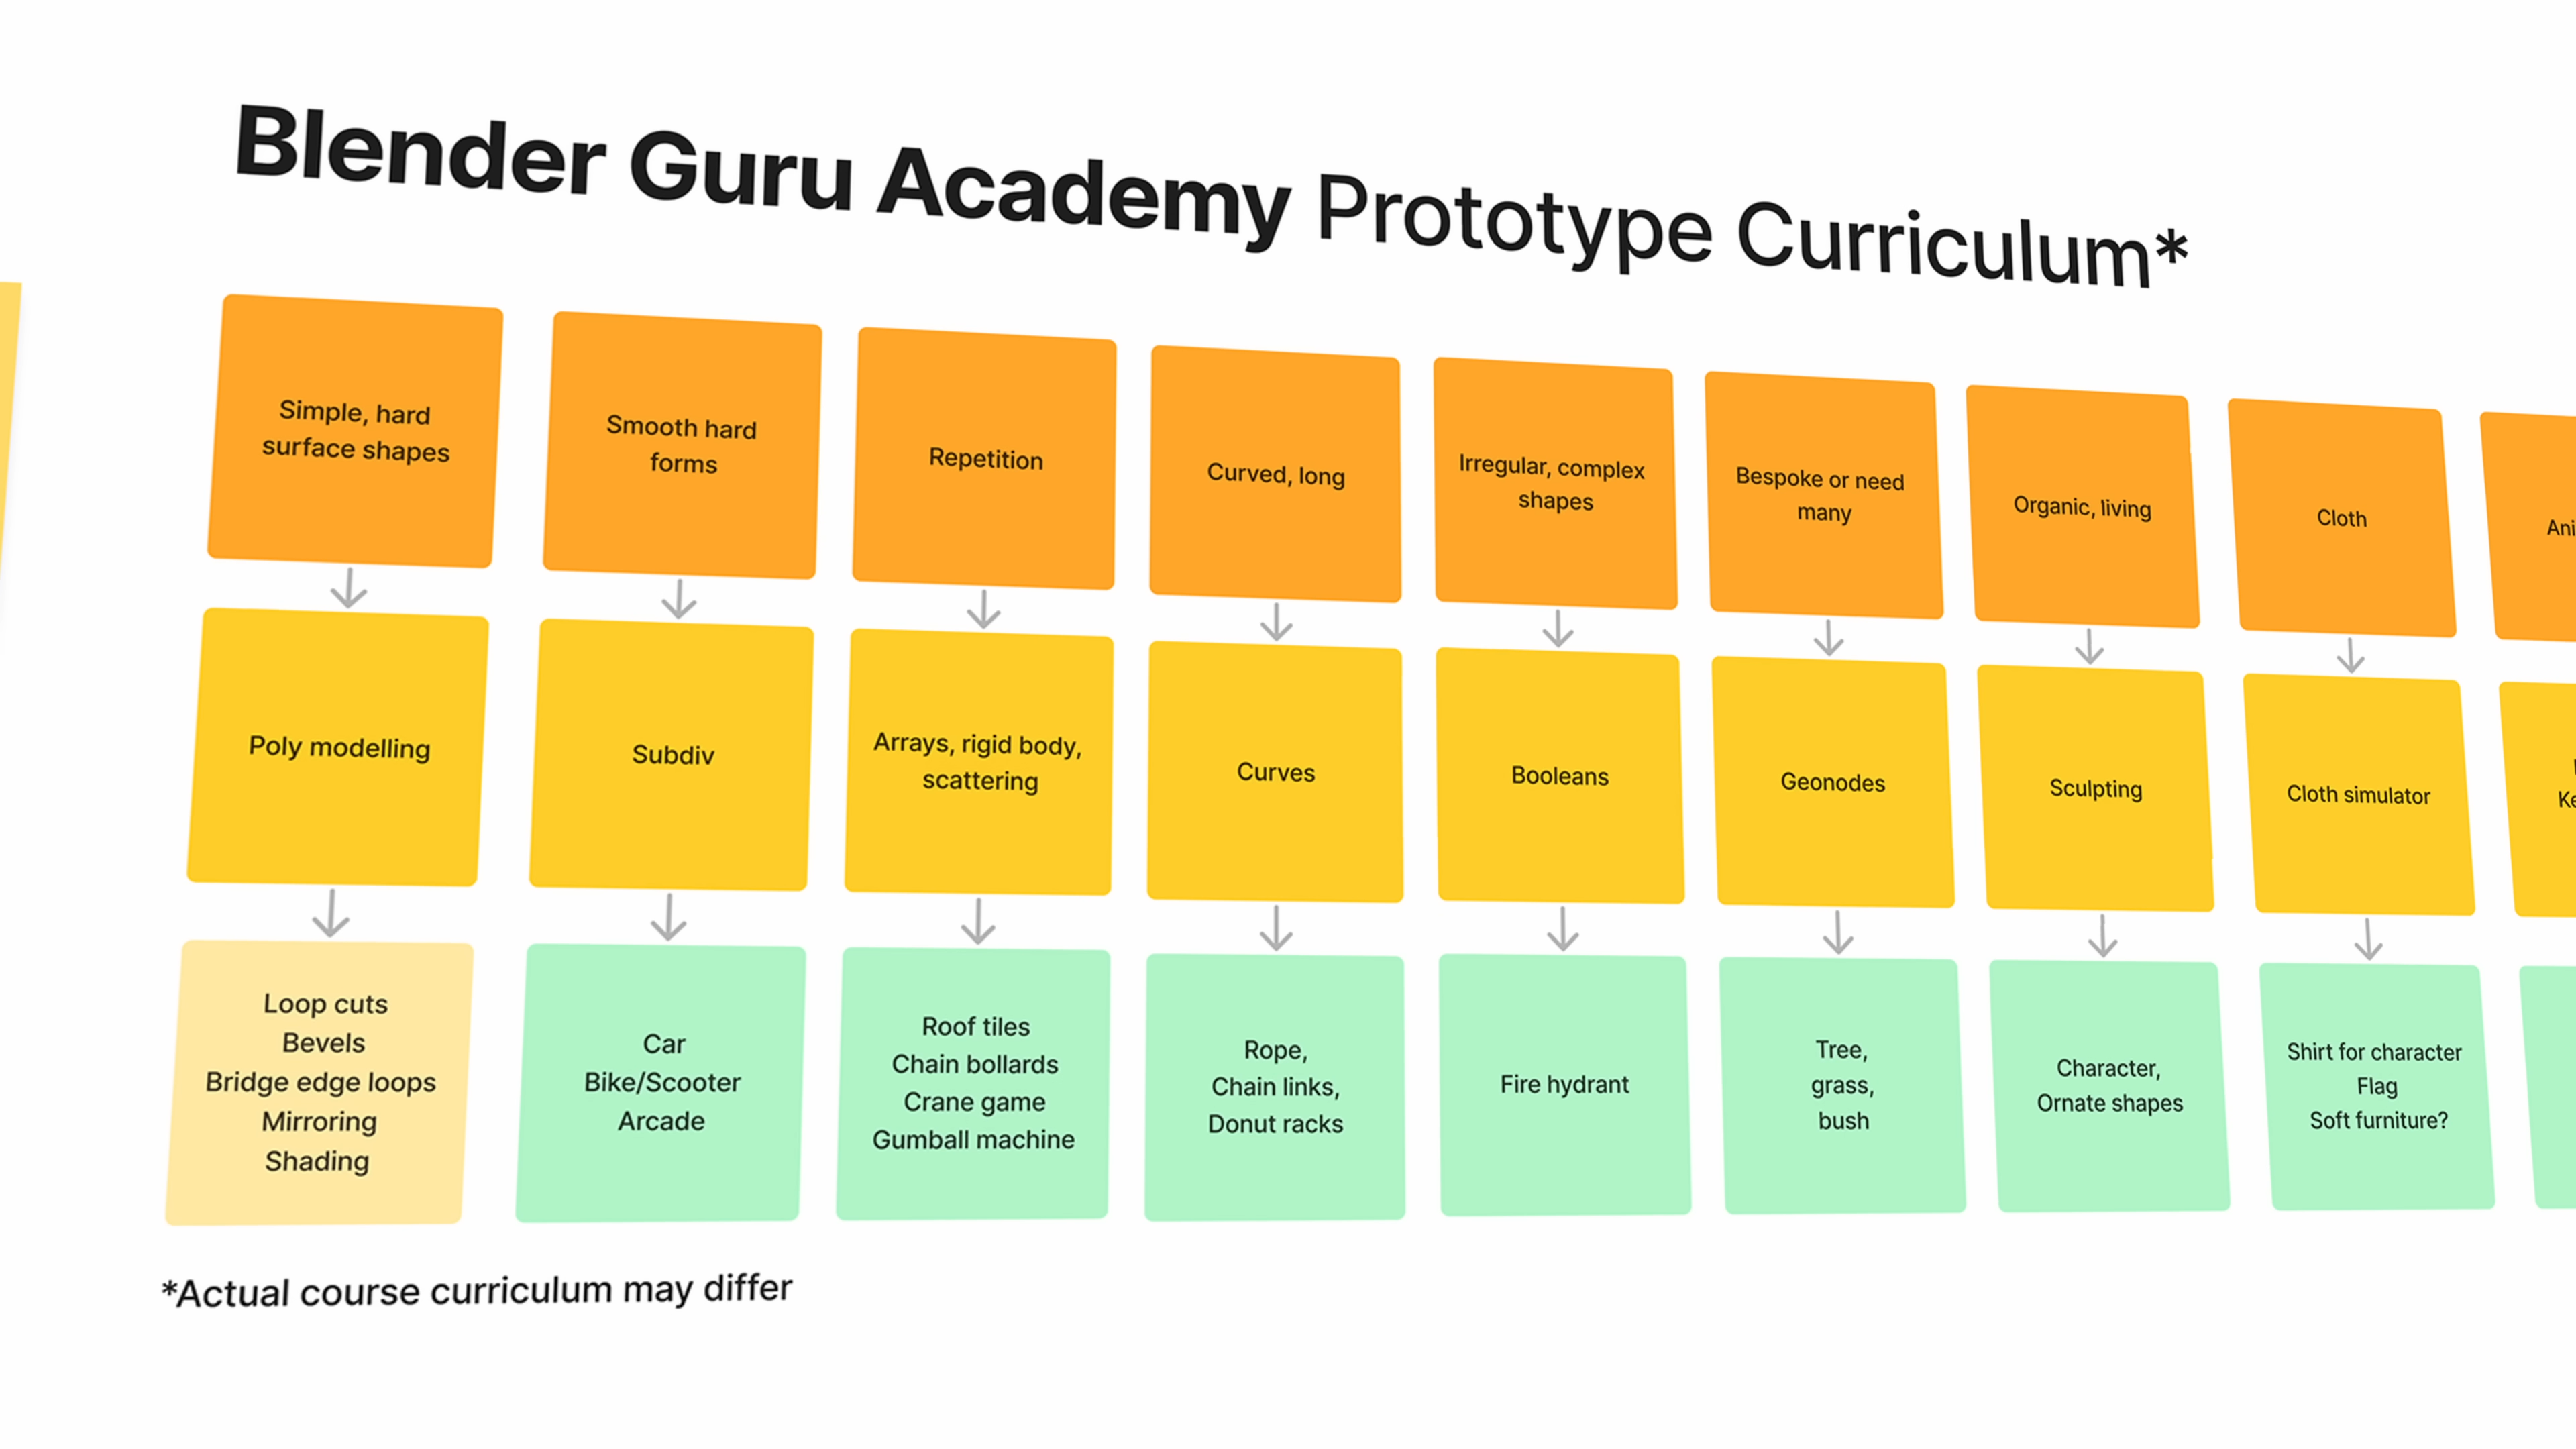 Blender Guru Academy Prototype Curriculum*
Simple, hard
surface shapes
Smooth hard
forms
Repetition
Curved, long
Irregular, complex
shapes
Bespoke or need
many
Organic, living
Cloth
Poly modelling
Subdiv
Arrays, rigid body,
scattering
Curves
Booleans
Geonodes
Sculpting
Cloth simulator
Loop cuts
Bevels
Bridge edge loops
Mirroring
Shading
Car
Bike/Scooter
Arcade
Roof tiles
Chain bollards
Crane game
Gumball machine
Rope,
Chain links,
Donut racks
Fire hydrant
Tree,
grass,
bush
Character,
Ornate shapes
Shirt for character
Flag
Soft furniture?
*Actual course curriculum may differ